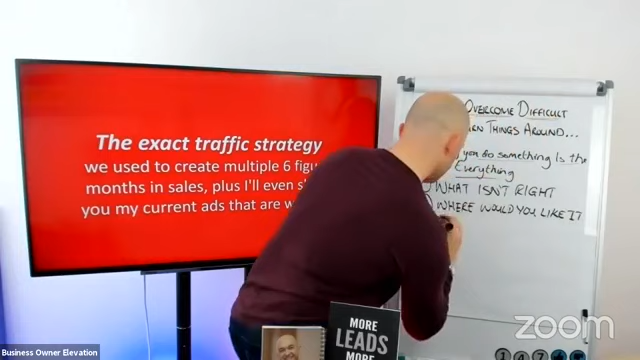 The exact traffic strategy
we used to create multiple 6
months in sales, plus I'll even
you my current ads that are
OVERCOME DIFFICULT
THINGS AROUND...
you do something Is the
Everything
WHAT ISN'T RIGHT
WHERE WOULD YOU LIKE IT
zoom
MORE
LEADS
MORE
Business Owner Elevation